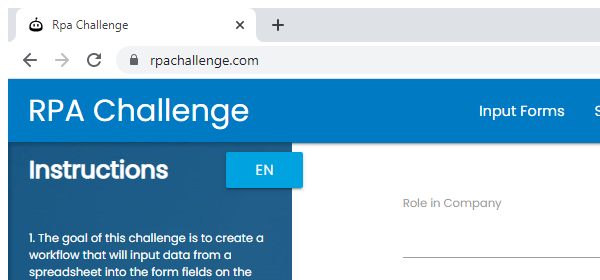 Rpa Challenge
rpachallenge.com
RPA Challenge
Input Forms
Instructions
EN
Role in Company
1. The goal of this challenge is to create a
workflow that will input data from a
spreadsheet into the form fields on the